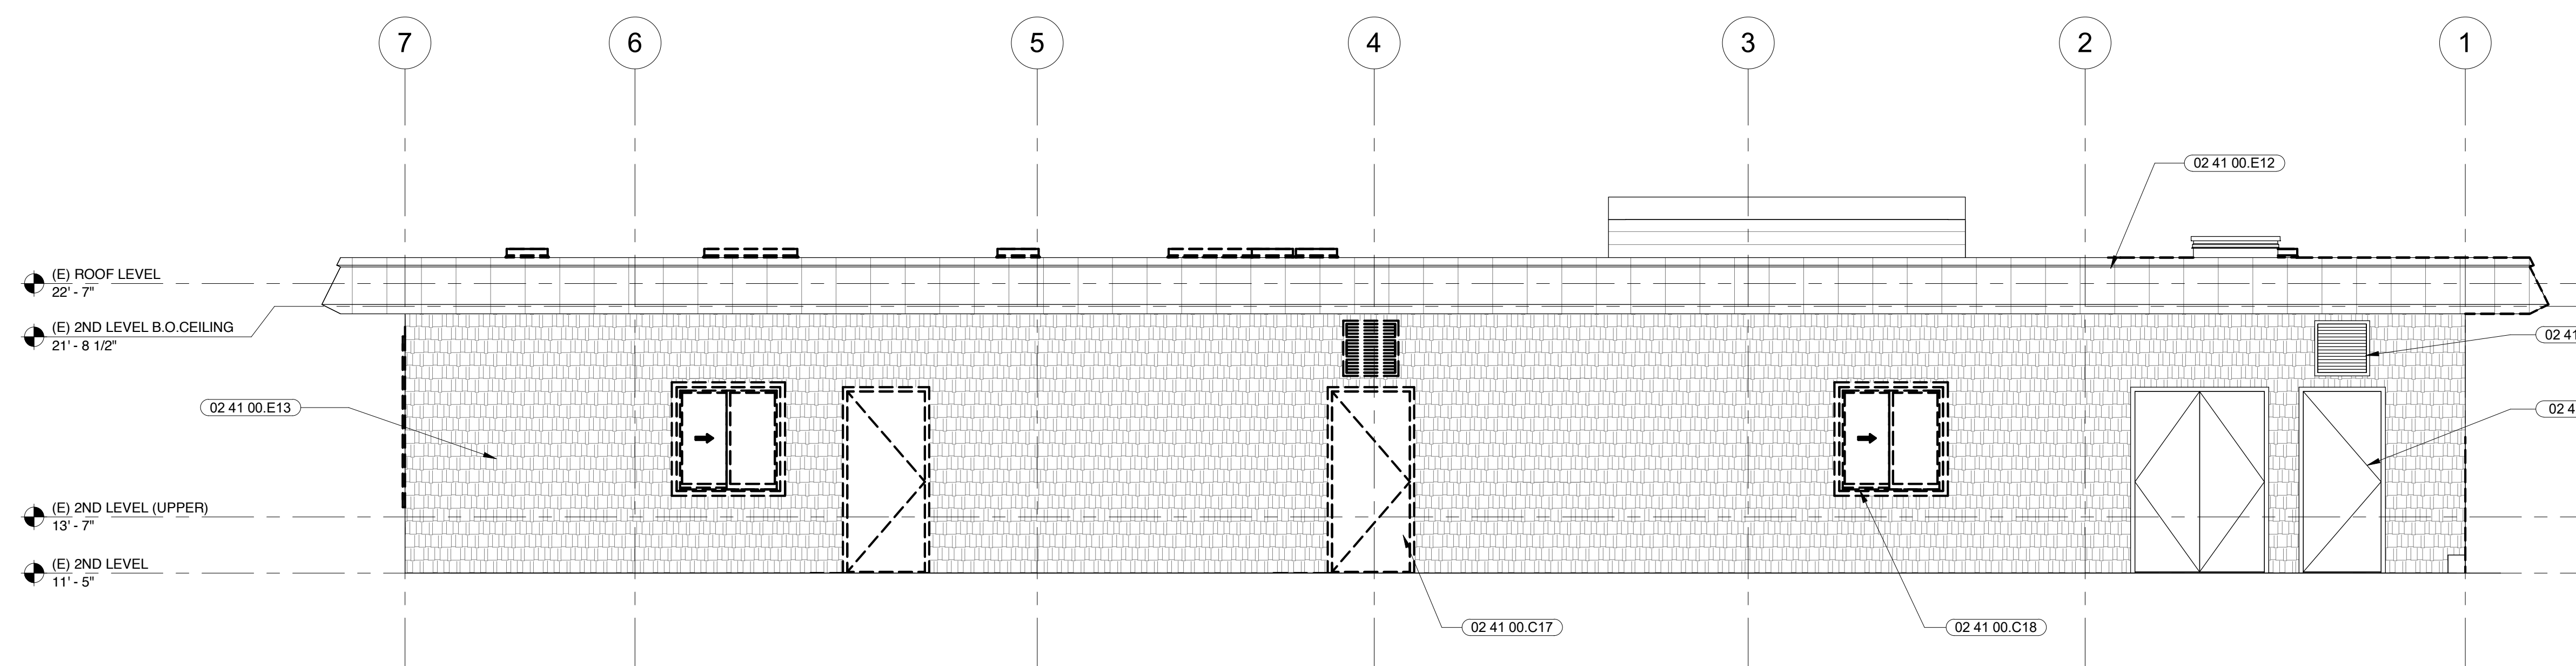 7
6
5
4
3
2
1
02 41 00.E12
(E) ROOF LEVEL
22' - 7"
(E) 2ND LEVEL B.O.CEILING
21' - 8 1/2"
02 41
02 41 00.E13
02 4
(E) 2ND LEVEL (UPPER)
13' - 7"
(E) 2ND LEVEL
11' - 5"
02 41 00.C17
02 41 00.C18